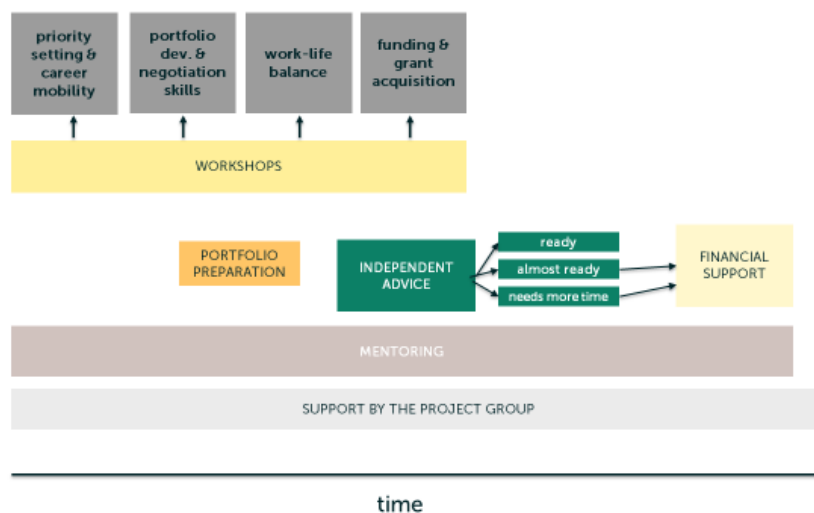 priority
setting &
career
mobility
portfolio
dev. &
negotiation
skills
work-life
balance
funding &
grant
acquisition
WORKSHOPS
PORTFOLIO
PREPARATION
INDEPENDENT
ADVICE
ready
almost ready
needs more time
FINANCIAL
SUPPORT
MENTORING
SUPPORT BY THE PROJECT GROUP
time